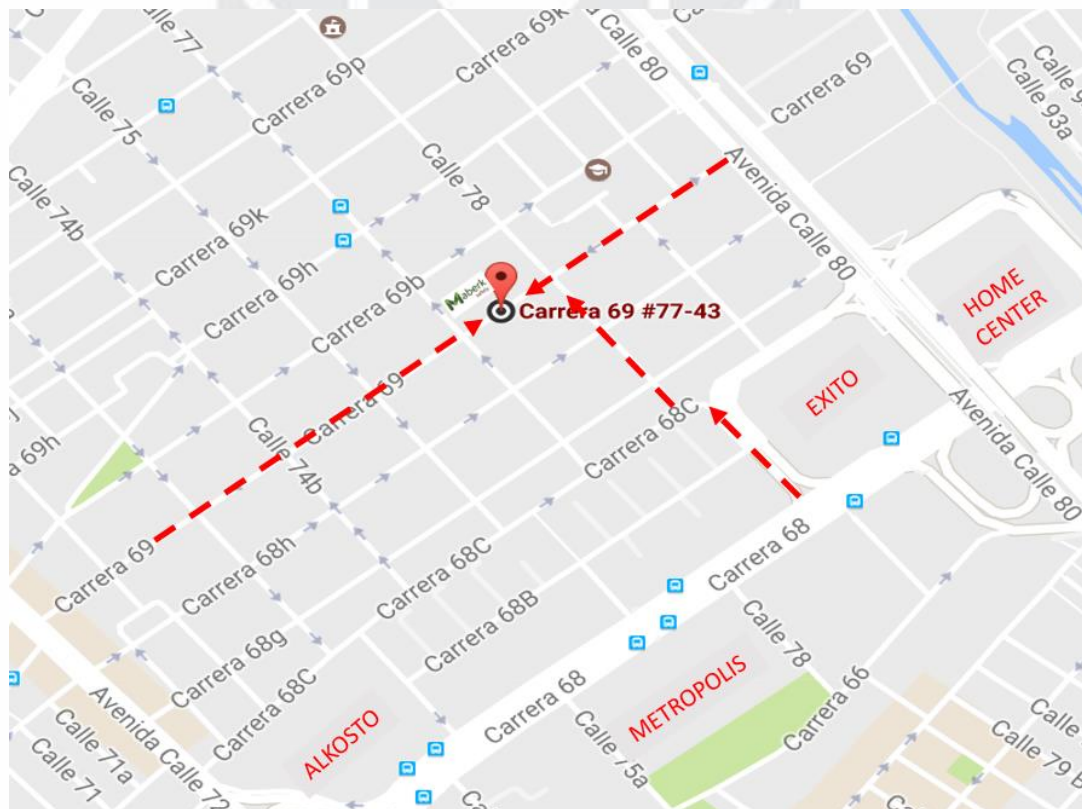 Calle 77
Carrera 69p
Carrera 69k
Calle 80
Carrera 69
Calle 93a
Calle 75
Calle 78
Avenida Calle 80
Calle 74b
Carrera 69k
Carrera 69h
Carrera 69b
Maberk
Carrera 69 #77-43
HOME
CENTER
EXITO
Carrera 69
Carrera 68C
Avenida Calle 80
a 69h
Calle 74b
Carrera 69
Carrera 68h
Carrera 68C
Carrera 68
Carrera 68B
Carrera 68g
Calle 78
Carrera 68C
Carrera 66
METROPOLIS
Carrera 68
Avenida Calle 72
ALKOSTO
Calle 75a
Calle 71a
Calle 71
Calle
Calle 79 B